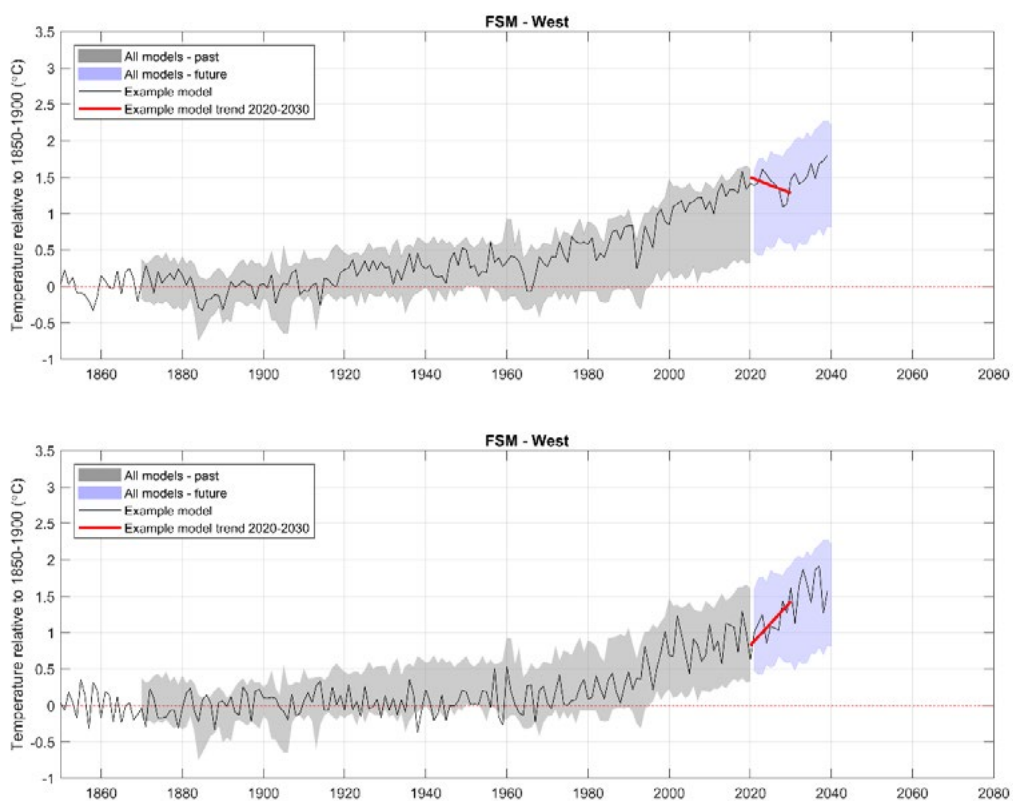 FSM - West
3.5
3
2.5
2
1.5
1
0.5
0
-0.5
-1
Temperature relative to 1850-1900 (°C)
All models - past
All models - future
Example model
Example model trend 2020-2030
1860 1880 1900 1920 1940 1960 1980 2000 2020 2040 2060 2080
FSM - West
3.5
3
2.5
2
1.5
1
0.5
0
-0.5
-1
Temperature relative to 1850-1900 (°C)
All models - past
All models - future
Example model
Example model trend 2020-2030
1860 1880 1900 1920 1940 1960 1980 2000 2020 2040 2060 2080